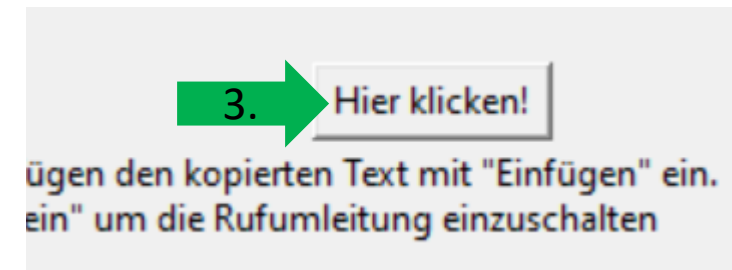 3. Hier klicken!
ügen den kopierten Text mit "Einfügen" ein.
ein" um die Rufumleitung einzuschalten